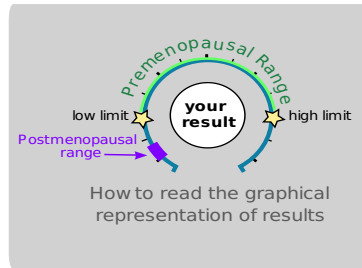 Premenopausal Range
your
result
low limit
high limit
Postmenopausal
range
How to read the graphical
representation of results